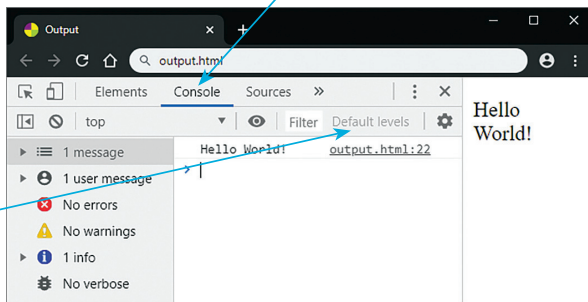 Output
output.html
Elements Console Sources
top Filter Default levels
1 message
1 user message
No errors
No warnings
1 info
No verbose
Hello World! output.html:22
Hello
World!